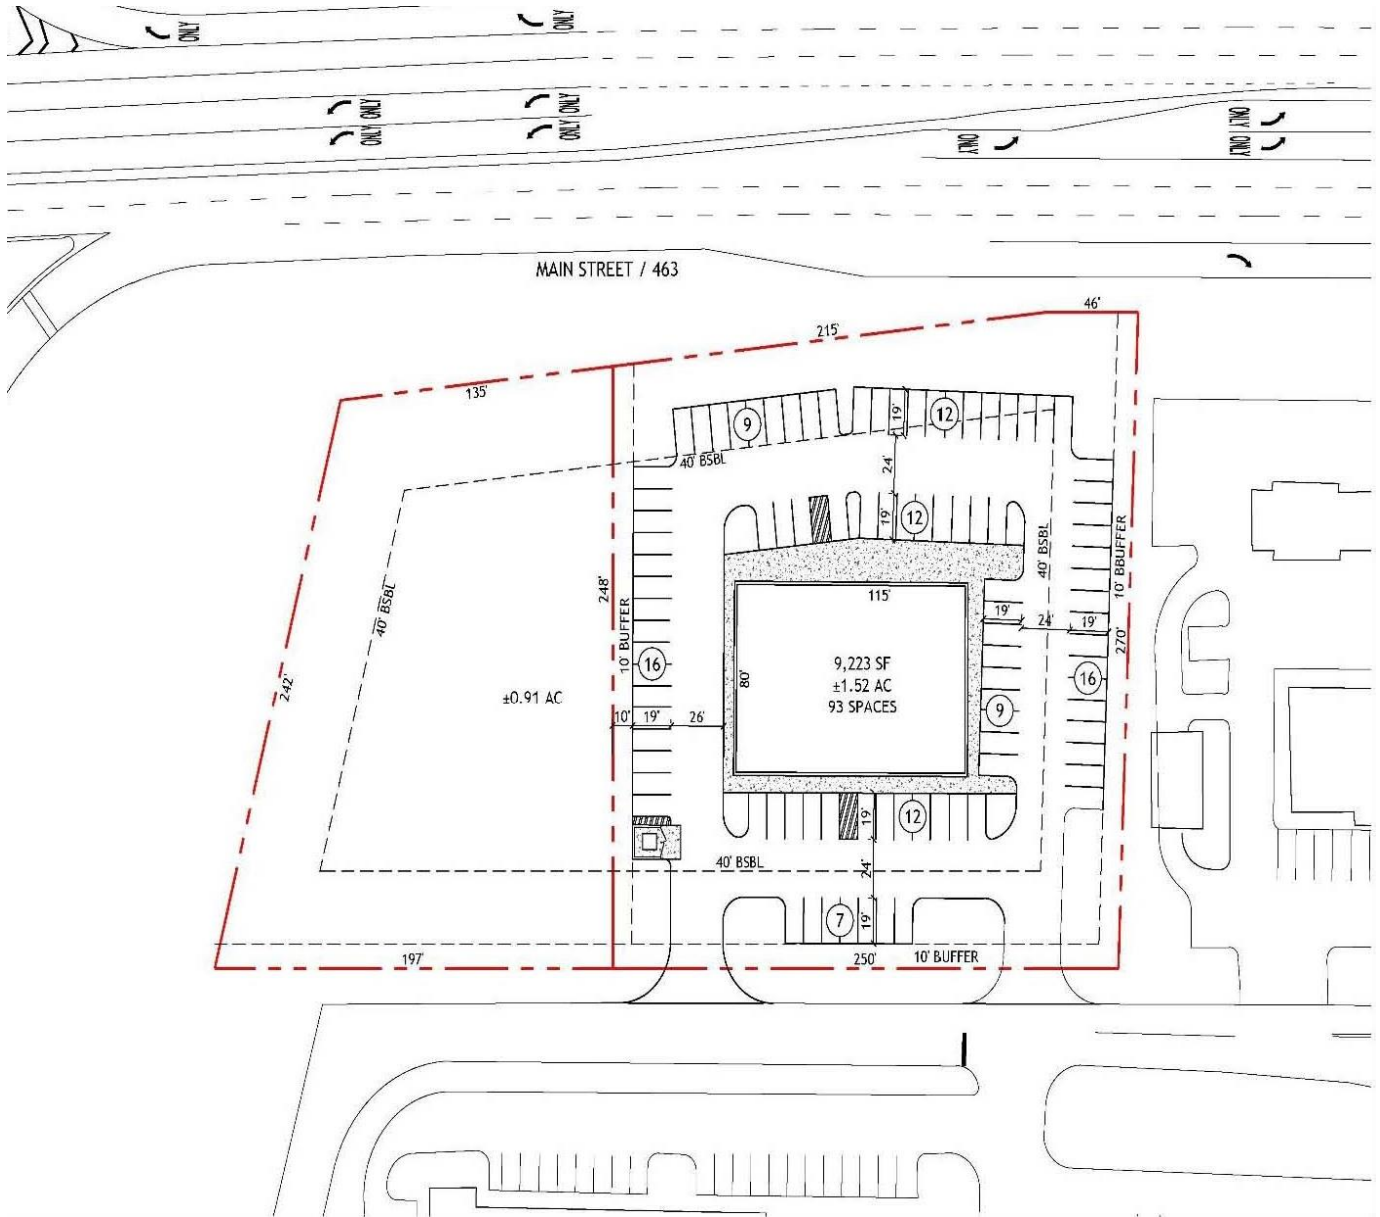 ONLY
ONLY
ONLY
ONLY
ONLY
ONLY
ONLY
ONLY
ONLY
MAIN STREET / 463
46'
215'
135'
19'
12
9
40' BSBL
24'
19'
12
40' BSBL
10' BBUFFER
40' BSBL
248'
10' BUFFER
115'
19'
24'
19'
270'
16
9,223 SF
±1.52 AC
93 SPACES
80'
242'
±0.91 AC
16
9
10'
19'
26'
19'
12
40' BSBL
24'
7
19'
197'
250'
10' BUFFER